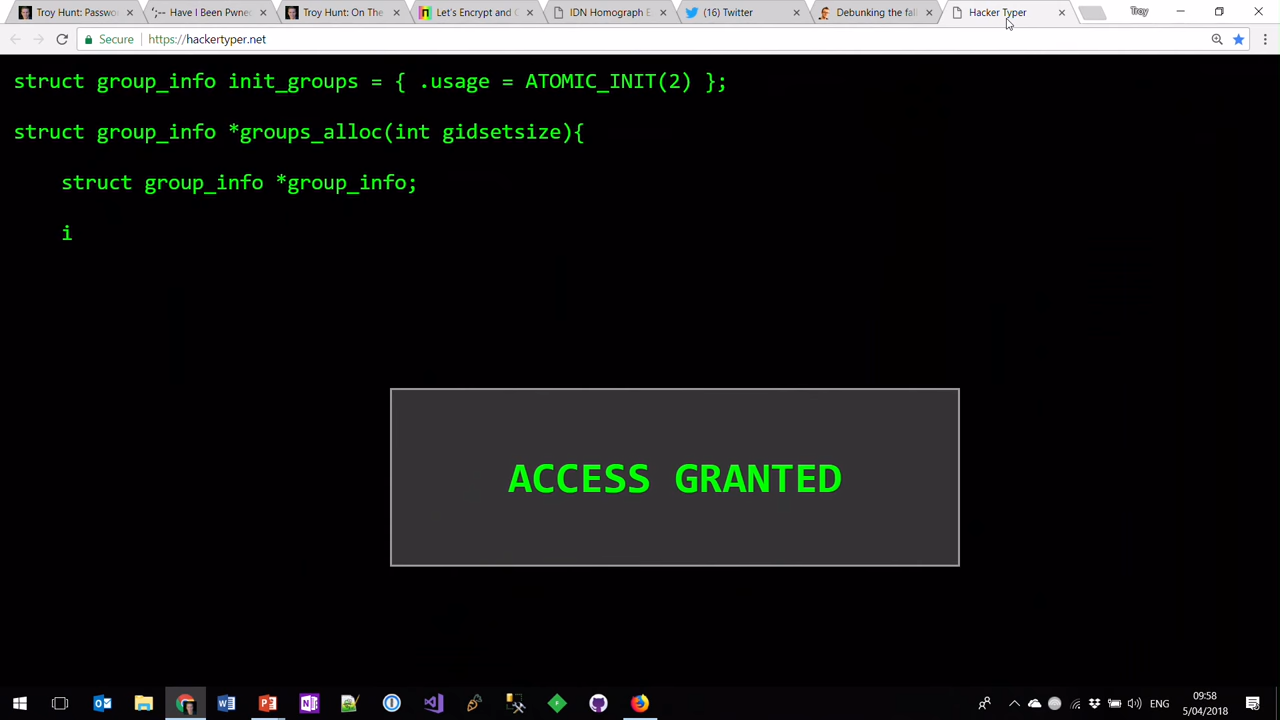 Troy Hunt: Passwo
';-- Have I Been Pwne
Troy Hunt: On The
Let's Encrypt and C
IDN Homograph E
(16) Twitter
Debunking the fall
Hacker Typer
Troy
Secure
https://hackertyper.net
struct group_info init_groups = { .usage = ATOMIC_INIT(2) };
struct group_info *groups_alloc(int gidsetsize){
struct group_info *group_info;
i
ACCESS GRANTED
ENG
09:58
5/04/2018